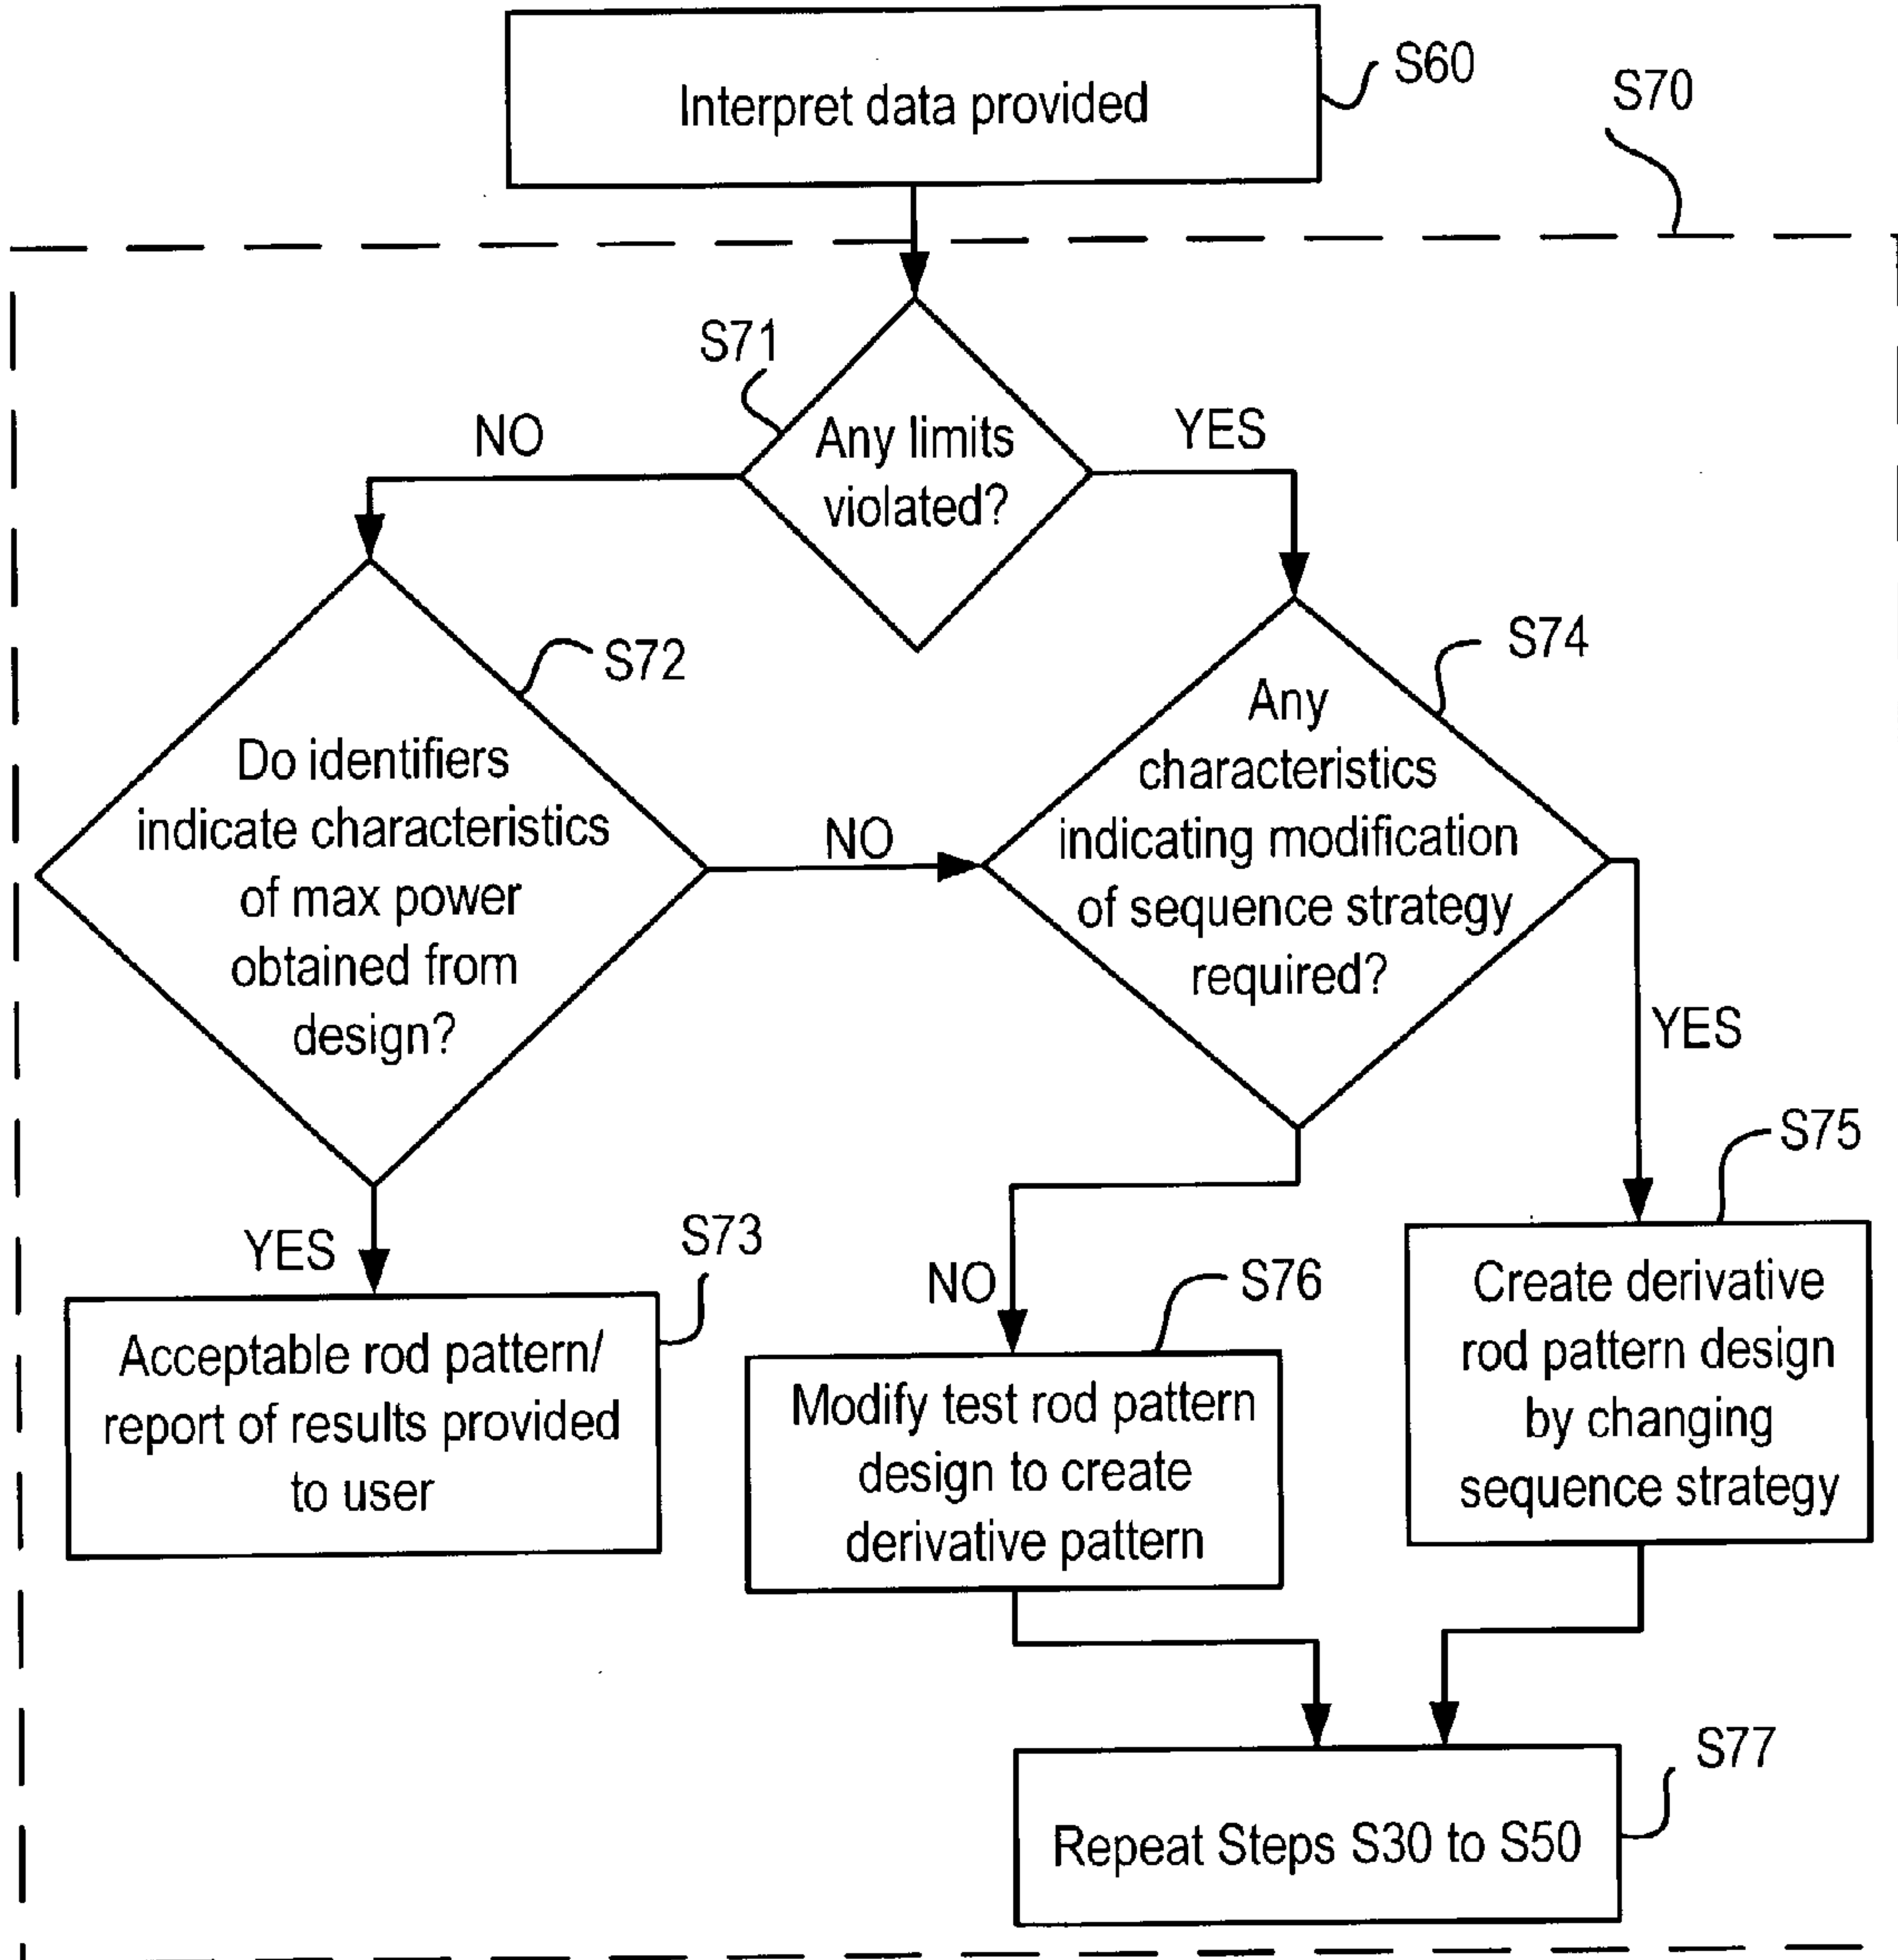 Interpret data provided
S60
S70
S71
NO
Any limits
violated?
YES
S72
Do identifiers
indicate characteristics
of max power
obtained from
design?
NO
S74
Any
characteristics
indicating modification
of sequence strategy
required?
YES
YES
S73
Acceptable rod pattern/
report of results provided
to user
NO
S76
Modify test rod pattern
design to create
derivative pattern
S75
Create derivative
rod pattern design
by changing
sequence strategy
S77
Repeat Steps S30 to S50